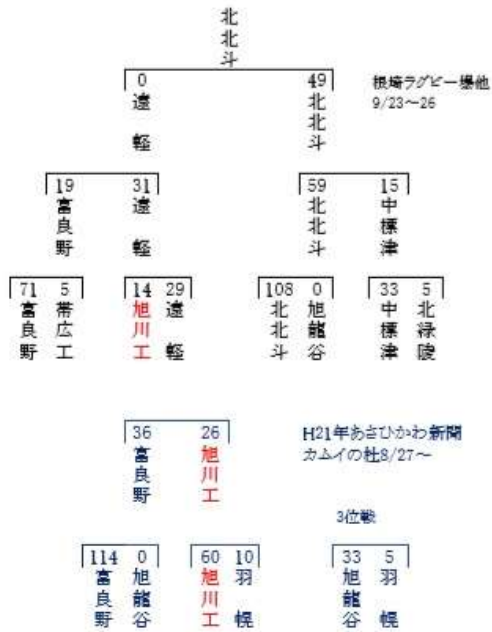 北北斗
0 49
遠軽 北北斗
根崎ラグビー場他
9/23～26
19 31 59 15
富良野 遠軽 北北斗 中標津
71 5 14 29 108 0 33 5
富良野 帯広工 旭川工 遠軽 北北斗 旭龍谷 中標津 北緑陵
36 26
富良野 旭川工
H21年あさひかわ新聞
カムイの杜8/27～
3位戦
114 0 60 10 33 5
富良野 旭龍谷 旭川工 羽幌 旭龍谷 羽幌